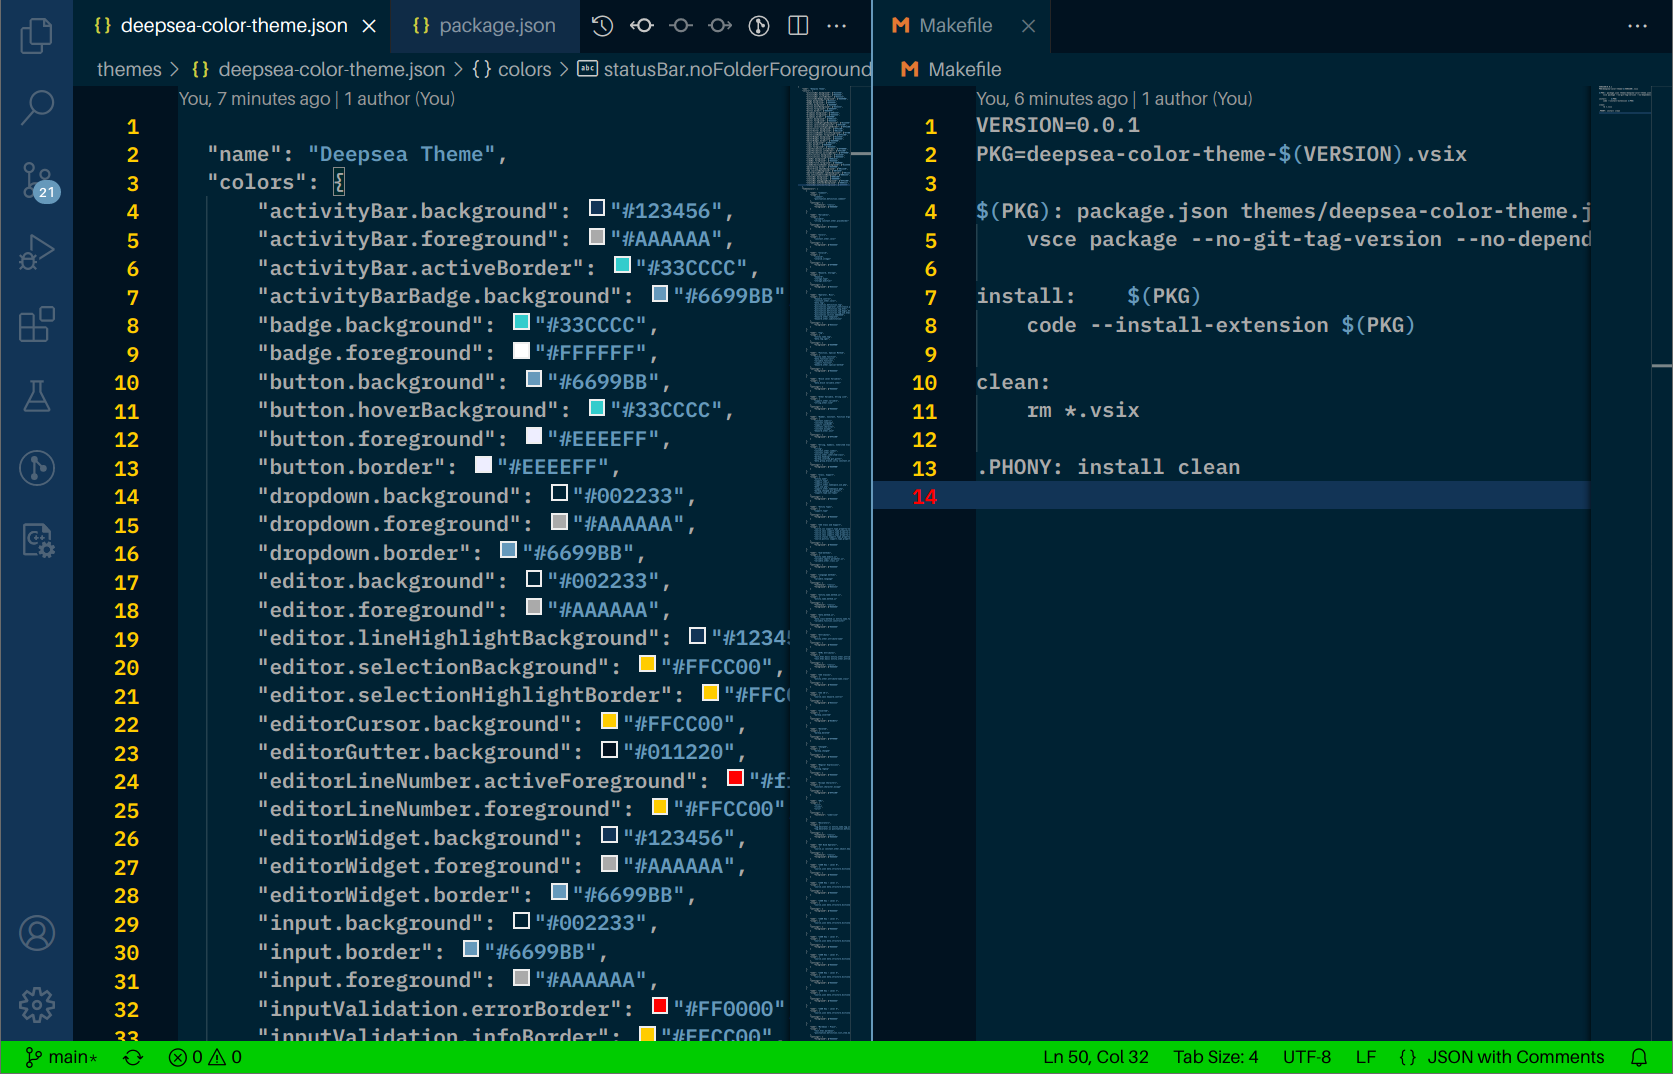 {} deepsea-color-theme.json
{} package.json
themes > {} deepsea-color-theme.json > {} colors > abc statusBar.noFolderForeground
You, 7 minutes ago | 1 author (You)
1
2 "name": "Deepsea Theme",
3 "colors": {
4 "activityBar.background": "#123456",
5 "activityBar.foreground": "#AAAAAA",
6 "activityBar.activeBorder": "#33CCCC",
7 "activityBarBadge.background": "#6699BB"
8 "badge.background": "#33CCCC",
9 "badge.foreground": "#FFFFFF",
10 "button.background": "#6699BB",
11 "button.hoverBackground": "#33CCCC",
12 "button.foreground": "#EEEEFF",
13 "button.border": "#EEEEFF",
14 "dropdown.background": "#002233",
15 "dropdown.foreground": "#AAAAAA",
16 "dropdown.border": "#6699BB",
17 "editor.background": "#002233",
18 "editor.foreground": "#AAAAAA",
19 "editor.lineHighlightBackground": "#12345
20 "editor.selectionBackground": "#FFCC00",
21 "editor.selectionHighlightBorder": "#FFC
22 "editorCursor.background": "#FFCC00",
23 "editorGutter.background": "#011220",
24 "editorLineNumber.activeForeground": "#f
25 "editorLineNumber.foreground": "#FFCC00"
26 "editorWidget.background": "#123456",
27 "editorWidget.foreground": "#AAAAAA",
28 "editorWidget.border": "#6699BB",
29 "input.background": "#002233",
30 "input.border": "#6699BB",
31 "input.foreground": "#AAAAAA",
32 "inputValidation.errorBorder": "#FF0000"
33 "inputValidation.infoBorder": "#FFCC00"
21
Makefile
Makefile
You, 6 minutes ago | 1 author (You)
1 VERSION=0.0.1
2 PKG=deepsea-color-theme-$(VERSION).vsix
3
4 $(PKG): package.json themes/deepsea-color-theme.j
5 vsce package --no-git-tag-version --no-depend
6
7 install: $(PKG)
8 code --install-extension $(PKG)
9
10 clean:
11 rm *.vsix
12
13 .PHONY: install clean
14
main* 0 0
Ln 50, Col 32 Tab Size: 4 UTF-8 LF {} JSON with Comments